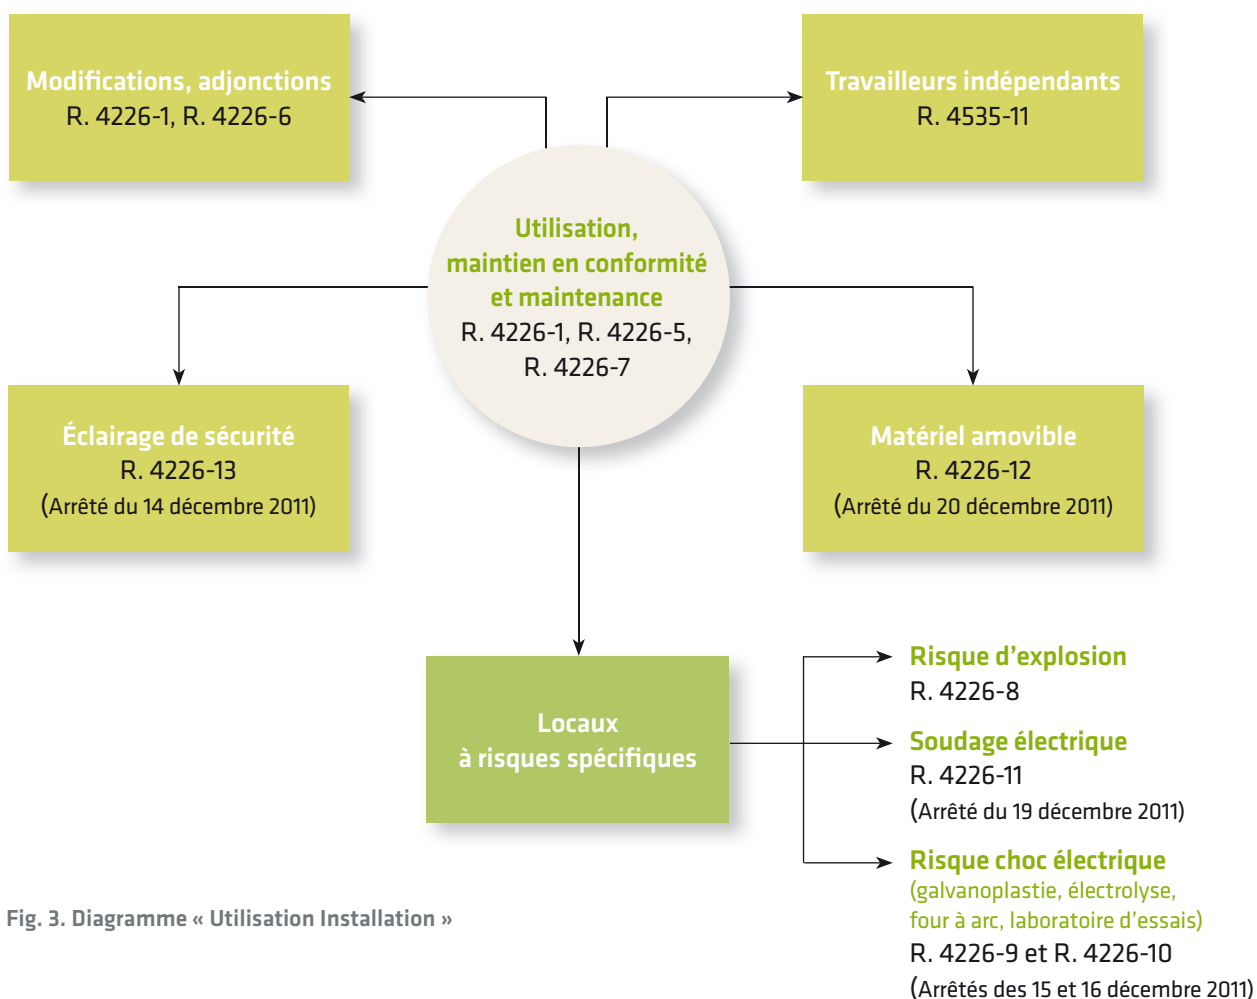 Modifications, adjonctions
R. 4226-1, R. 4226-6
Travailleurs indépendants
R. 4535-11
Utilisation,
maintien en conformité
et maintenance
R. 4226-1, R. 4226-5,
R. 4226-7
Éclairage de sécurité
R. 4226-13
(Arrêté du 14 décembre 2011)
Matériel amovible
R. 4226-12
(Arrêté du 20 décembre 2011)
Locaux
à risques spécifiques
Risque d'explosion
R. 4226-8
Soudage électrique
R. 4226-11
(Arrêté du 19 décembre 2011)
Risque choc électrique
(galvanoplastie, électrolyse,
four à arc, laboratoire d'essais)
R. 4226-9 et R. 4226-10
(Arrêtés des 15 et 16 décembre 2011)
Fig. 3. Diagramme « Utilisation Installation »